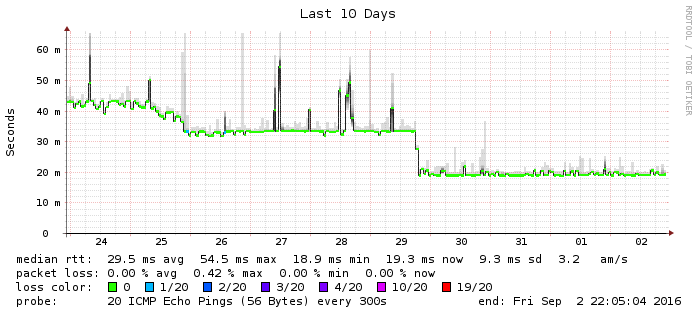 Last 10 Days
RRDTOOL / TOBI OETIKER
Seconds
60 m
50 m
40 m
30 m
20 m
10 m
0
24 25 26 27 28 29 30 31 01 02
median rtt: 29.5 ms avg 54.5 ms max 18.9 ms min 19.3 ms now 9.3 ms sd 3.2 am/s
packet loss: 0.00 % avg 0.42 % max 0.00 % min 0.00 % now
loss color: 0 1/20 2/20 3/20 4/20 10/20 19/20
probe: 20 ICMP Echo Pings (56 Bytes) every 300s end: Fri Sep 2 22:05:04 2016